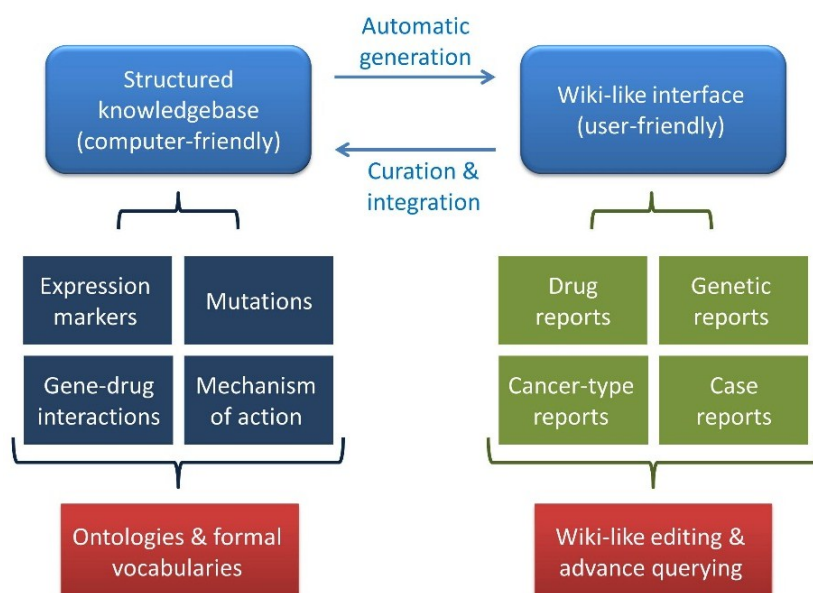 Automatic
generation
Structured
knowledgebase
(computer-friendly)
Wiki-like interface
(user-friendly)
Curation &
integration
Expression
markers
Mutations
Drug
reports
Genetic
reports
Gene-drug
interactions
Mechanism
of action
Cancer-type
reports
Case
reports
Ontologies & formal
vocabularies
Wiki-like editing &
advance querying